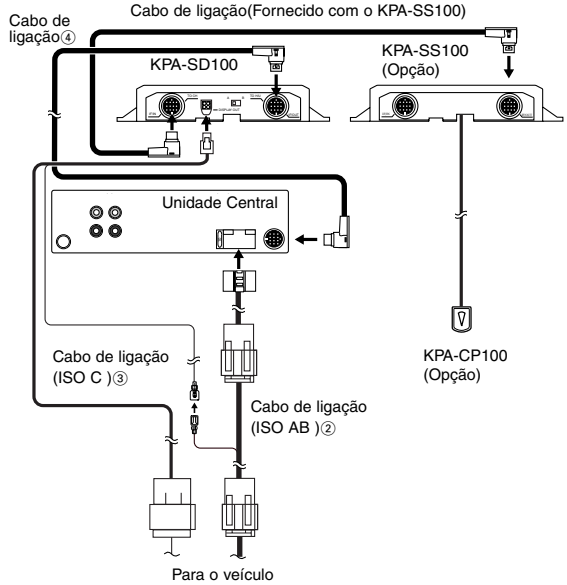 Cabo de ligação(Fornecido com o KPA-SS100)
Cabo de
ligação④
KPA-SD100
KPA-SS100
(Opção)
Unidade Central
KPA-CP100
(Opção)
Cabo de ligação
(ISO C )③
Cabo de ligação
(ISO AB )②
Para o veículo